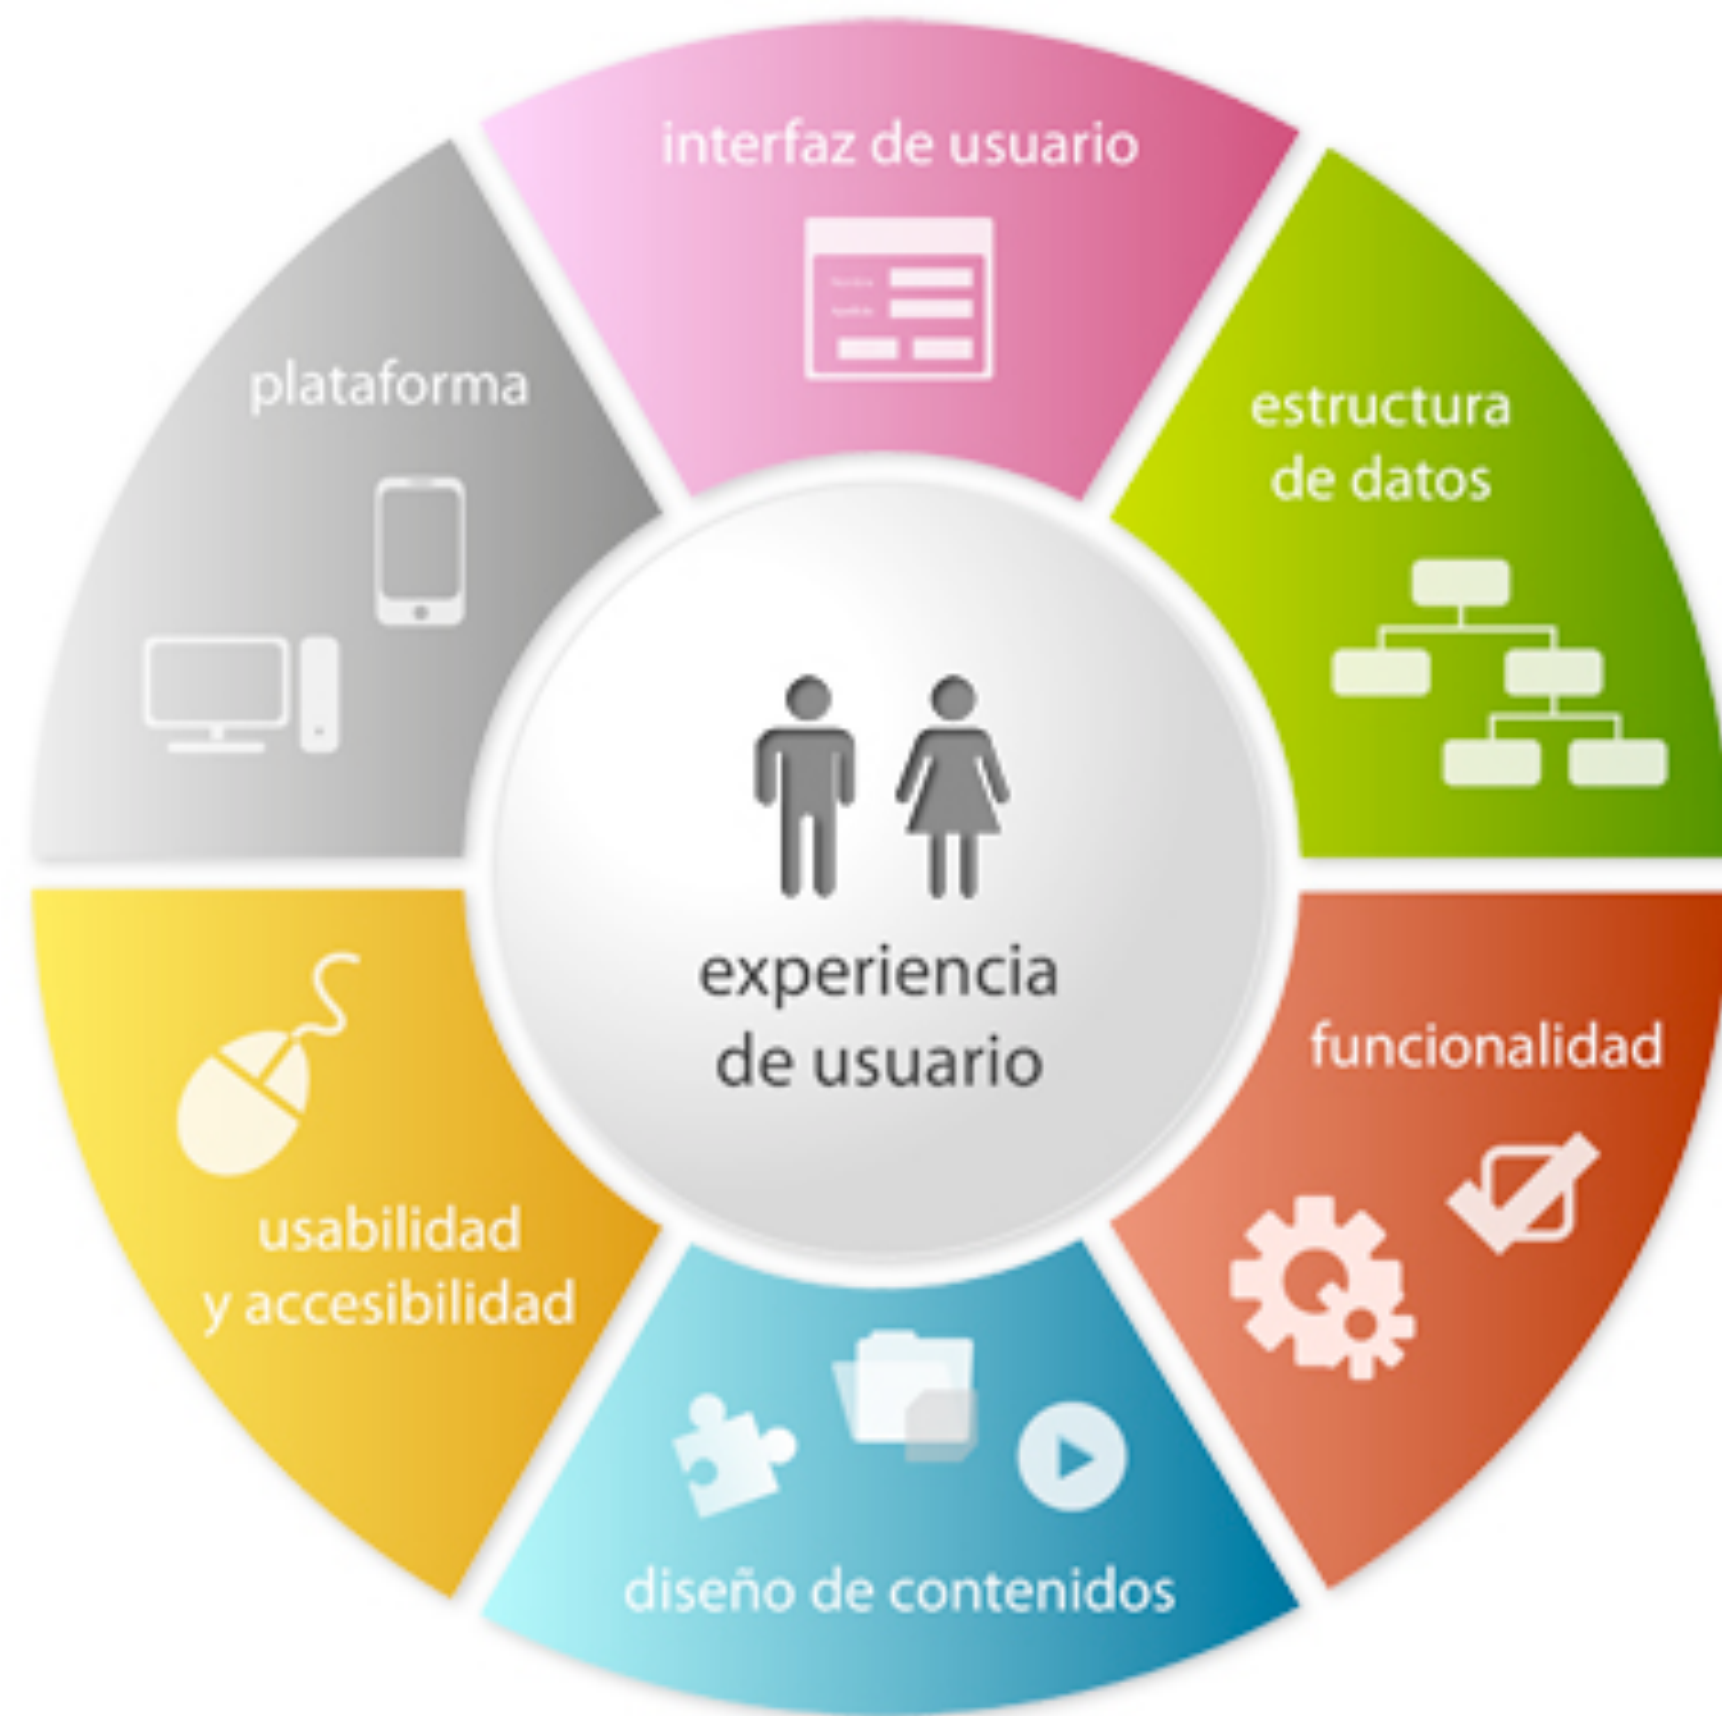 interfaz de usuario
estructura
de datos
funcionalidad
diseño de contenidos
usabilidad
y accesibilidad
plataforma
experiencia
de usuario